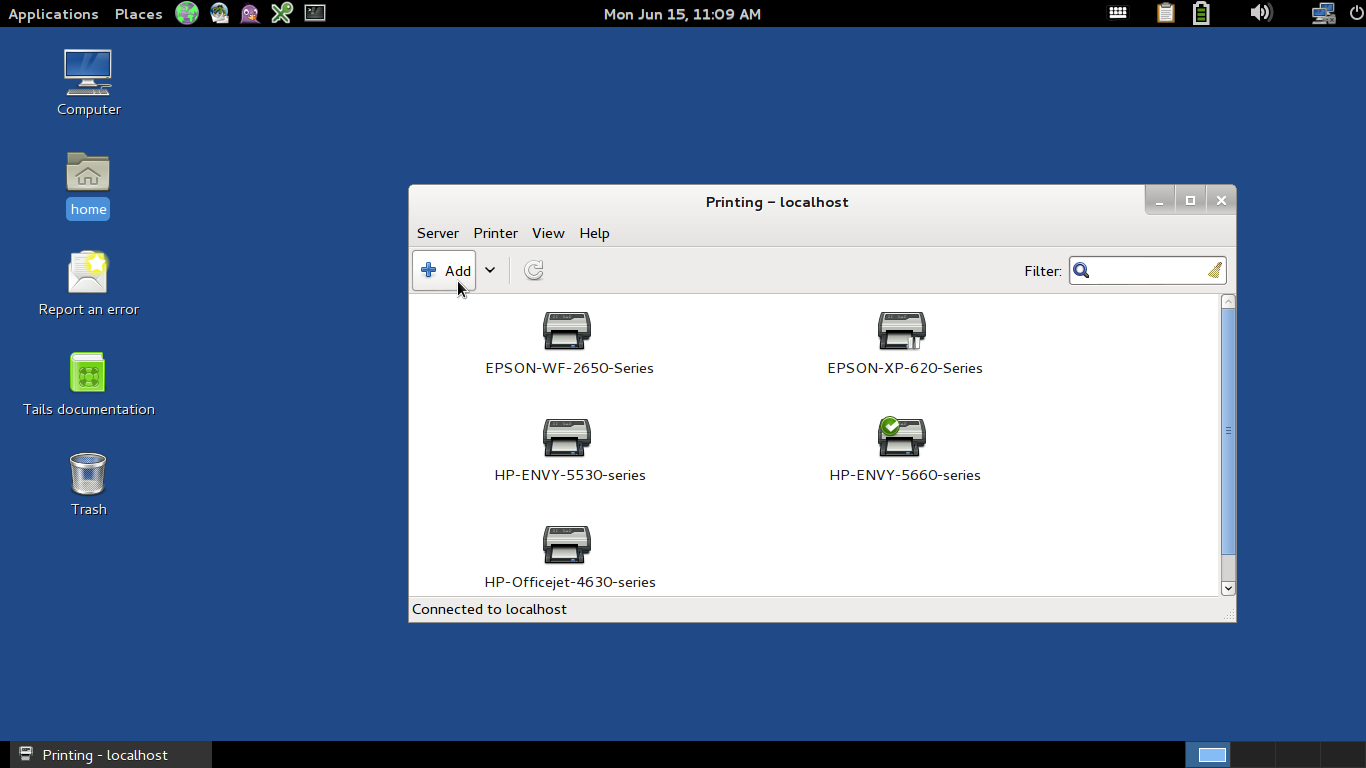 Applications Places Mon Jun 15, 11:09 AM
Computer
home
Report an error
Tails documentation
Trash
Printing – localhost
Server Printer View Help
Add Filter:
EPSON-WF-2650-Series EPSON-XP-620-Series
HP-ENVY-5530-series HP-ENVY-5660-series
HP-Officejet-4630-series
Connected to localhost
Printing - localhost